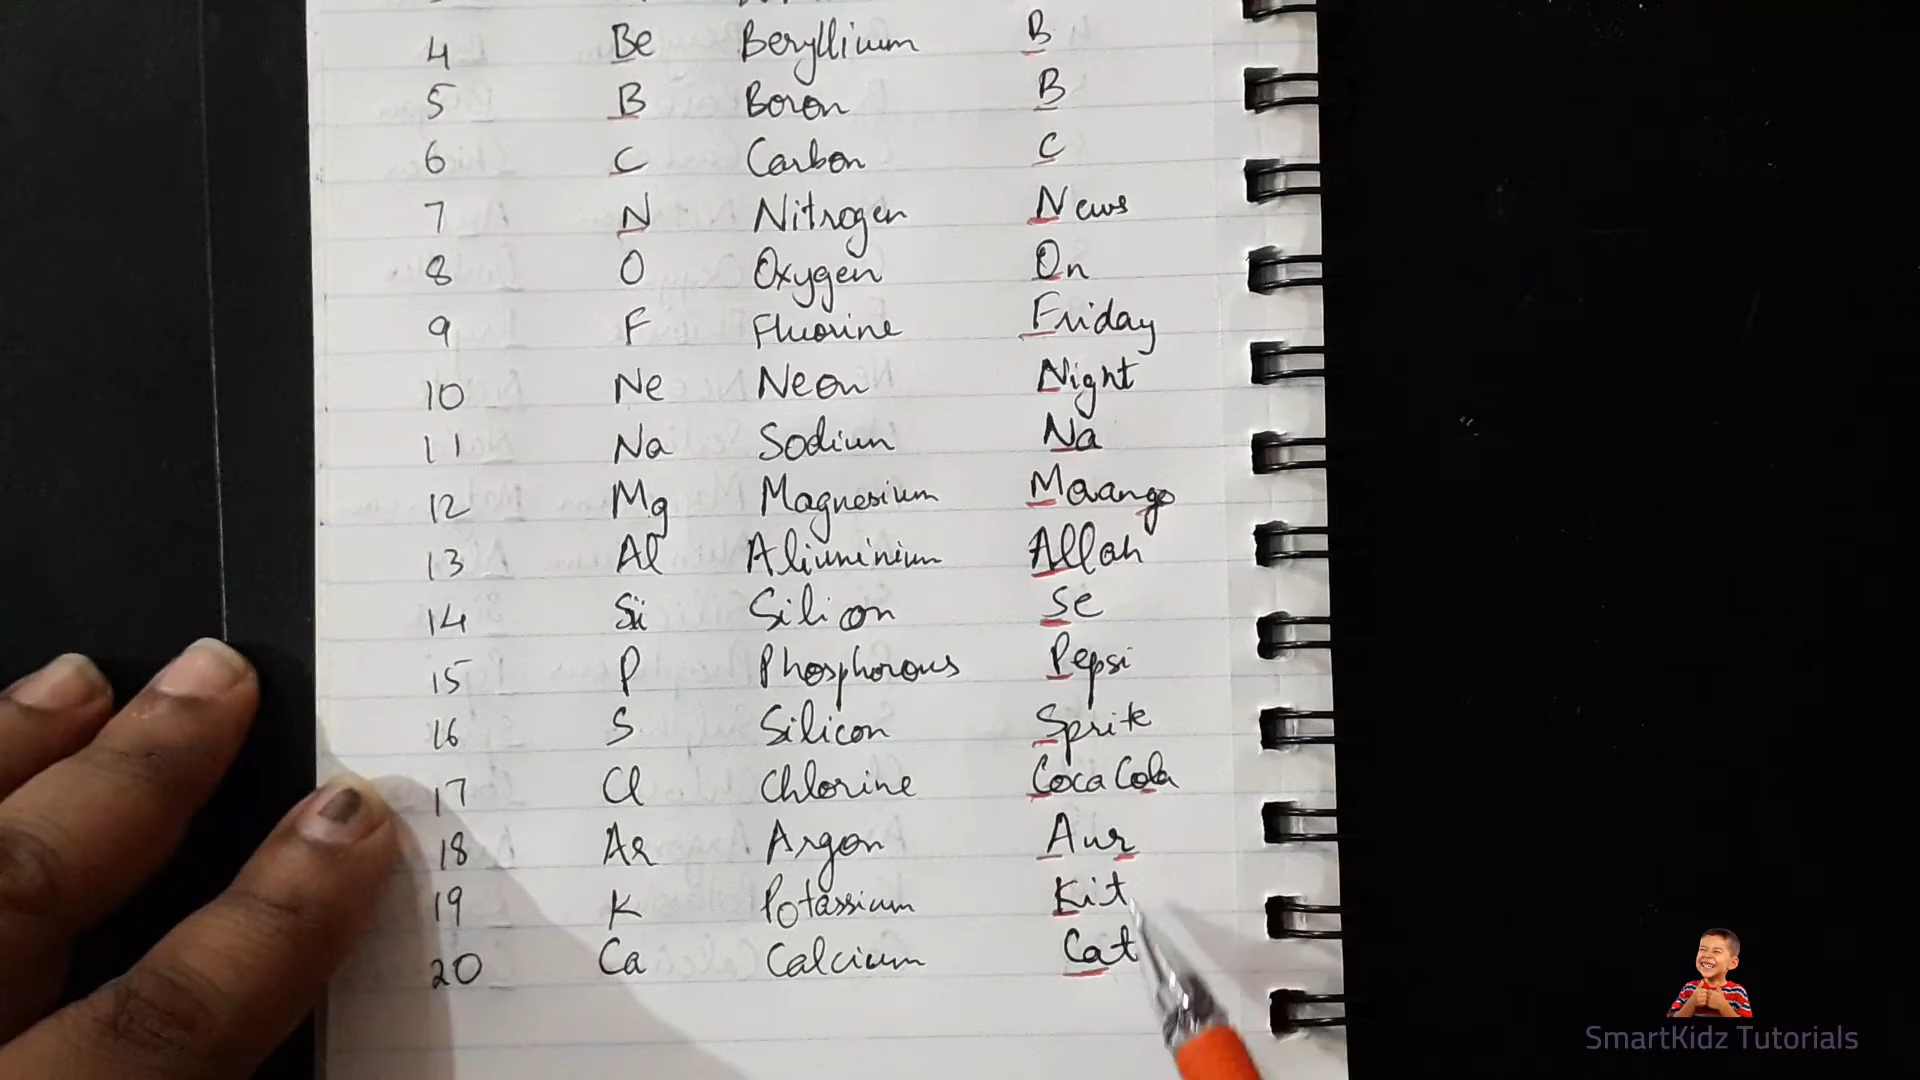 4 Be Beryllium B
5 B Boron B
6 C Carbon C
7 N Nitrogen News
8 O Oxygen On
9 F Fluorine Friday
10 Ne Neon Night
11 Na Sodium Na
12 Mg Magnesium Maango
13 Al Aliuminium Allah
14 Si Silion Se
15 P Phosphorous Pepsi
16 S Silicon Sprite
17 Cl Chlorine Coca Cola
18 Ar Argon Aur
19 K Potassium Kit
20 Ca Calcium Cat
SmartKidz Tutorials